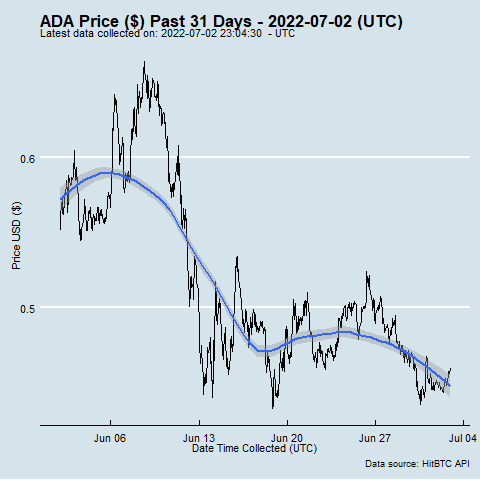 ADA Price ($) Past 31 Days - 2022-07-02 (UTC)
Latest data collected on: 2022-07-02 23:04:30 - UTC
0.6
Price USD ($)
0.5
Jun 06 Jun 13 Jun 20 Jun 27 Jul 04
Date Time Collected (UTC)
Data source: HitBTC API